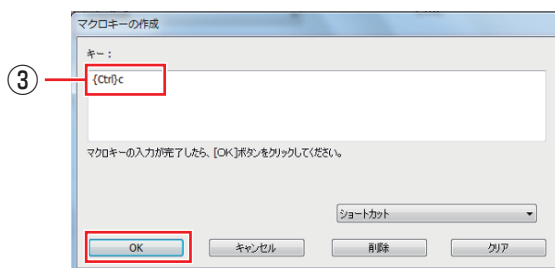 マクロキーの作成
キー：
③
{Ctrl}c
マクロキーの入力が完了したら、[OK]ボタンをクリックしてください。
ショートカット
OK
キャンセル
削除
クリア